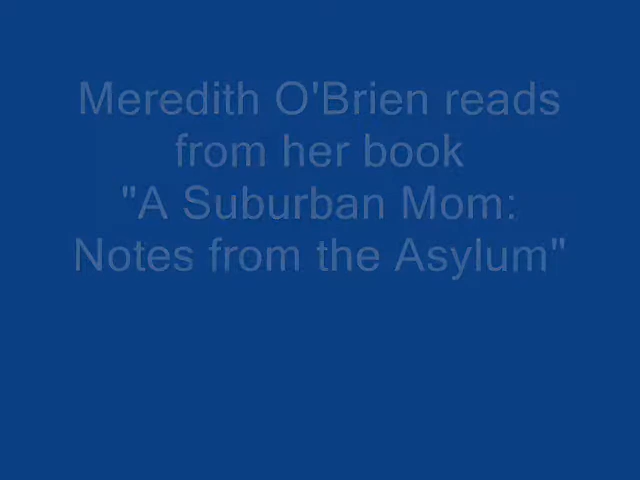 Meredith O'Brien reads
from her book
"A Suburban Mom:
Notes from the Asylum"